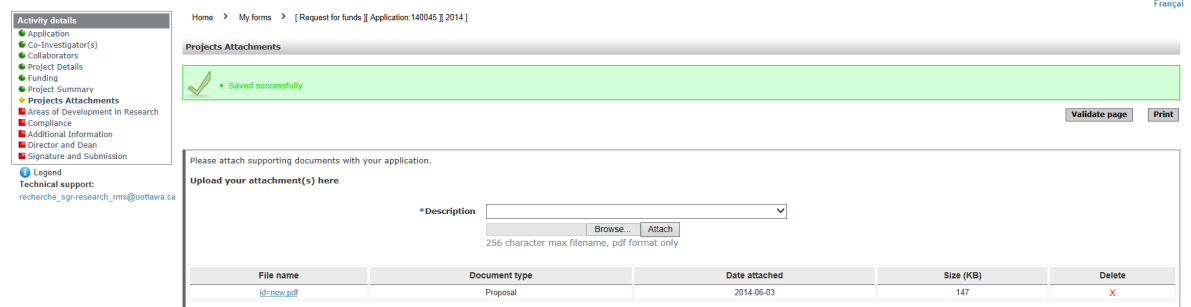 Françai
Home > My forms > [ Request for funds ][ Application:140045 ][ 2014 ]
Activity details
Application
Co-Investigator(s)
Collaborators
Project Details
Funding
Project Summary
Projects Attachments
Areas of Development in Research
Compliance
Additional Information
Director and Dean
Signature and Submission
Legend
Technical support:
recherche_sgr-research_rms@uottawa.ca
Projects Attachments
Saved successfully
Validate page Print
Please attach supporting documents with your application.
Upload your attachment(s) here
*Description
Browse... Attach
256 character max filename, pdf format only
File name Document type Date attached Size (KB) Delete
id=new.pdf Proposal 2014-06-03 147 X